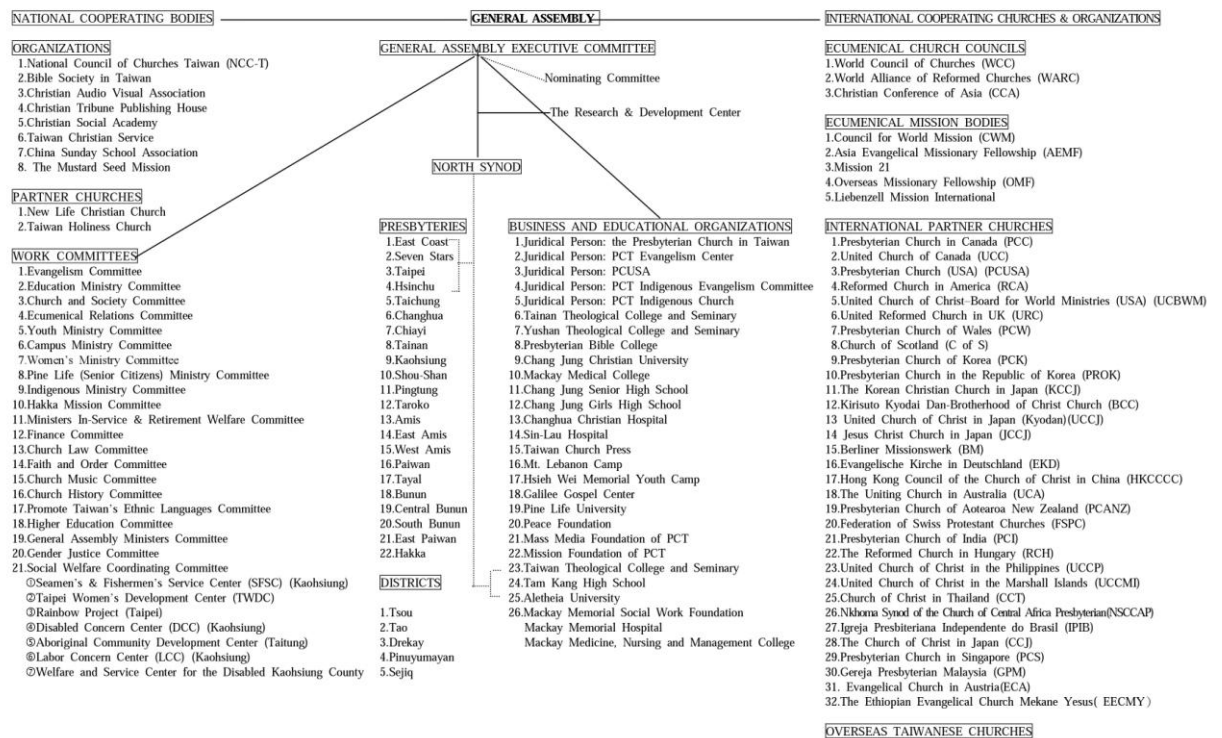 NATIONAL COOPERATING BODIES
GENERAL ASSEMBLY
INTERNATIONAL COOPERATING CHURCHES & ORGANIZATIONS
ORGANIZATIONS
1.National Council of Churches Taiwan (NCC-T)
2.Bible Society in Taiwan
3.Christian Audio Visual Association
4.Christian Tribune Publishing House
5.Christian Social Academy
6.Taiwan Christian Service
7.China Sunday School Association
8. The Mustard Seed Mission
PARTNER CHURCHES
1.New Life Christian Church
2.Taiwan Holiness Church
WORK COMMITTEES
1.Evangelism Committee
2.Education Ministry Committee
3.Church and Society Committee
4.Ecumenical Relations Committee
5.Youth Ministry Committee
6.Campus Ministry Committee
7.Women's Ministry Committee
8.Pine Life (Senior Citizens) Ministry Committee
9.Indigenous Ministry Committee
10.Hakka Mission Committee
11.Ministers In-Service & Retirement Welfare Committee
12.Finance Committee
13.Church Law Committee
14.Faith and Order Committee
15.Church Music Committee
16.Church History Committee
17.Promote Taiwan's Ethnic Languages Committee
18.Higher Education Committee
19.General Assembly Ministers Committee
20.Gender Justice Committee
21.Social Welfare Coordinating Committee
①Seamen's & Fishermen's Service Center (SFSC) (Kaohsiung)
②Taipei Women's Development Center (TWDC)
③Rainbow Project (Taipei)
④Disabled Concern Center (DCC) (Kaohsiung)
⑤Aboriginal Community Development Center (Taitung)
⑥Labor Concern Center (LCC) (Kaohsiung)
⑦Welfare and Service Center for the Disabled Kaohsiung County
GENERAL ASSEMBLY EXECUTIVE COMMITTEE
Nominating Committee
The Research & Development Center
NORTH SYNOD
PRESBYTERIES
1.East Coast
2.Seven Stars
3.Taipei
4.Hsinchu
5.Taichung
6.Changhua
7.Chiayi
8.Tainan
9.Kaohsiung
10.Shou-Shan
11.Pingtung
12.Taroko
13.Amis
14.East Amis
15.West Amis
16.Paiwan
17.Tayal
18.Bunun
19.Central Bunun
20.South Bunun
21.East Paiwan
22.Hakka
DISTRICTS
1.Tsou
2.Tao
3.Drekay
4.Pinuyumayan
5.Sejiq
BUSINESS AND EDUCATIONAL ORGANIZATIONS
1.Juridical Person: the Presbyterian Church in Taiwan
2.Juridical Person: PCT Evangelism Center
3.Juridical Person: PCUSA
4.Juridical Person: PCT Indigenous Evangelism Committee
5.Juridical Person: PCT Indigenous Church
6.Tainan Theological College and Seminary
7.Yushan Theological College and Seminary
8.Presbyterian Bible College
9.Chang Jung Christian University
10.Mackay Medical College
11.Chang Jung Senior High School
12.Chang Jung Girls High School
13.Changhua Christian Hospital
14.Sin-Lau Hospital
15.Taiwan Church Press
16.Mt. Lebanon Camp
17.Hsieh Wei Memorial Youth Camp
18.Galilee Gospel Center
19.Pine Life University
20.Peace Foundation
21.Mass Media Foundation of PCT
22.Mission Foundation of PCT
23.Taiwan Theological College and Seminary
24.Tam Kang High School
25.Aletheia University
26.Mackay Memorial Social Work Foundation
Mackay Memorial Hospital
Mackay Medicine, Nursing and Management College
ECUMENICAL CHURCH COUNCILS
1.World Council of Churches (WCC)
2.World Alliance of Reformed Churches (WARC)
3.Christian Conference of Asia (CCA)
ECUMENICAL MISSION BODIES
1.Council for World Mission (CWM)
2.Asia Evangelical Missionary Fellowship (AEMF)
3.Mission 21
4.Overseas Missionary Fellowship (OMF)
5.Liebenzell Mission International
INTERNATIONAL PARTNER CHURCHES
1.Presbyterian Church in Canada (PCC)
2.United Church of Canada (UCC)
3.Presbyterian Church (USA) (PCUSA)
4.Reformed Church in America (RCA)
5.United Church of Christ-Board for World Ministries (USA) (UCBWM)
6.United Reformed Church in UK (URC)
7.Presbyterian Church of Wales (PCW)
8.Church of Scotland (C of S)
9.Presbyterian Church of Korea (PCK)
10.Presbyterian Church in the Republic of Korea (PROK)
11.The Korean Christian Church in Japan (KCCJ)
12.Kirisuto Kyodai Dan-Brotherhood of Christ Church (BCC)
13 United Church of Christ in Japan (Kyodan)(UCCJ)
14 Jesus Christ Church in Japan (JCCJ)
15.Berliner Missionswerk (BM)
16.Evangelische Kirche in Deutschland (EKD)
17.Hong Kong Council of the Church of Christ in China (HKCCCC)
18.The Uniting Church in Australia (UCA)
19.Presbyterian Church of Aotearoa New Zealand (PCANZ)
20.Federation of Swiss Protestant Churches (FSPC)
21.Presbyterian Church of India (PCI)
22.The Reformed Church in Hungary (RCH)
23.United Church of Christ in the Philippines (UCCP)
24.United Church of Christ in the Marshall Islands (UCCMI)
25.Church of Christ in Thailand (CCT)
26.Nkhoma Synod of the Church of Central Africa Presbyterian(NSCCAP)
27.Igreja Presbiteriana Independente do Brasil (IPIB)
28.The Church of Christ in Japan (CCJ)
29.Presbyterian Church in Singapore (PCS)
30.Gereja Presbyterian Malaysia (GPM)
31. Evangelical Church in Austria(ECA)
32.The Ethiopian Evangelical Church Mekane Yesus( EECMY)
OVERSEAS TAIWANESE CHURCHES